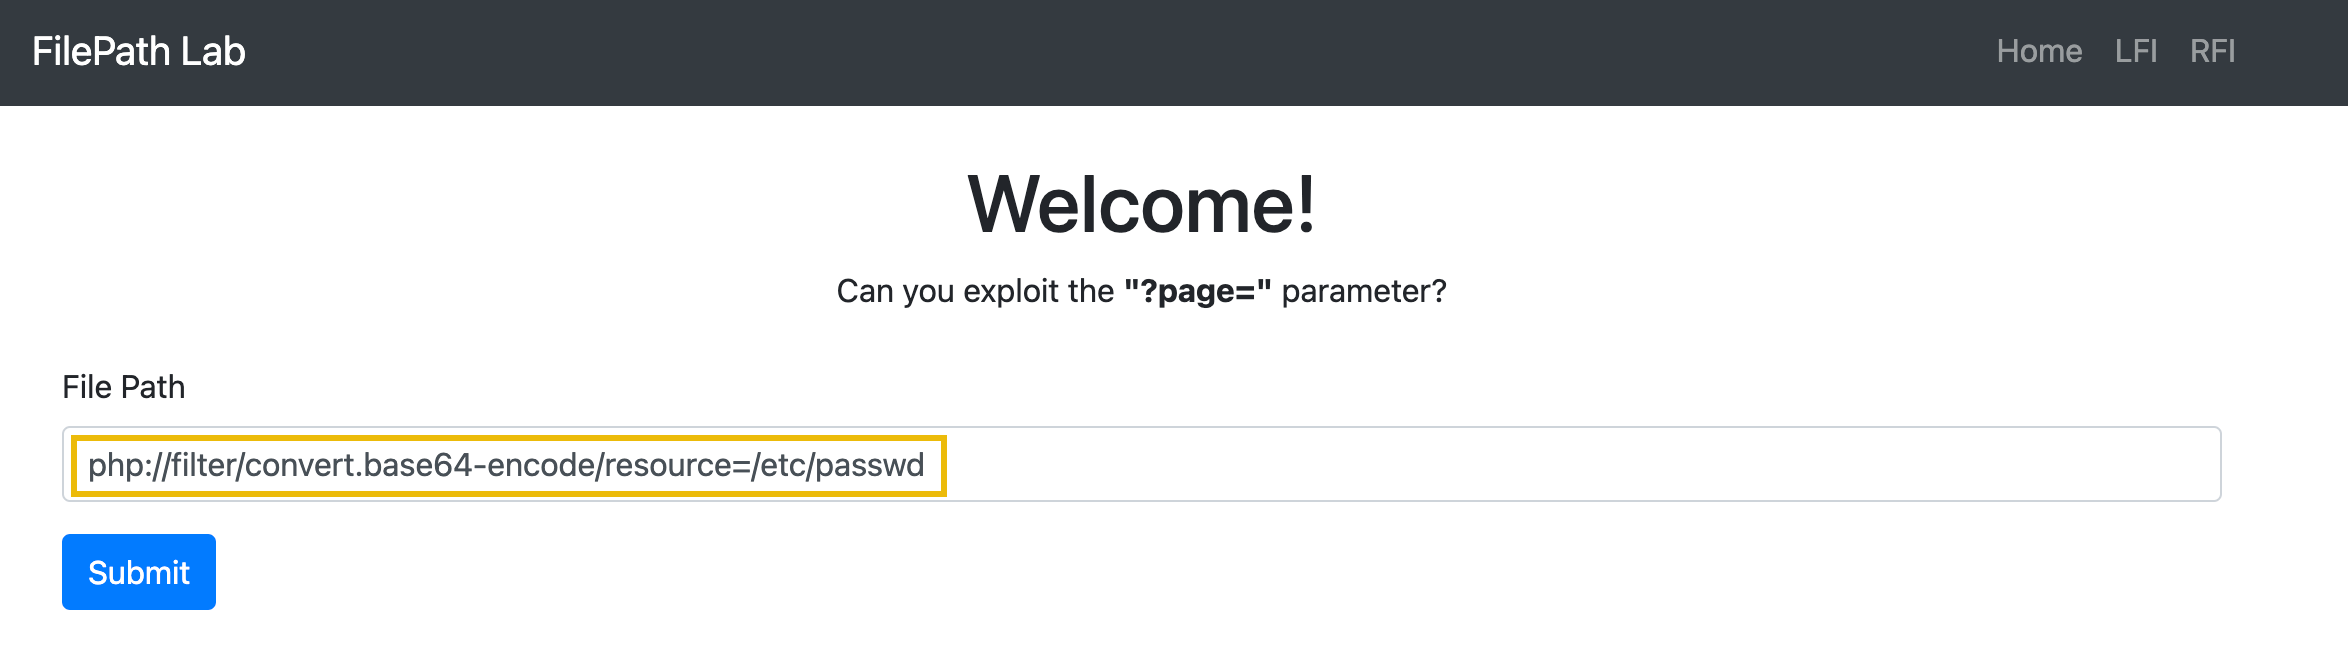 FilePath Lab
Home LFI RFI
Welcome!
Can you exploit the "?page=" parameter?
File Path
php://filter/convert.base64-encode/resource=/etc/passwd
Submit